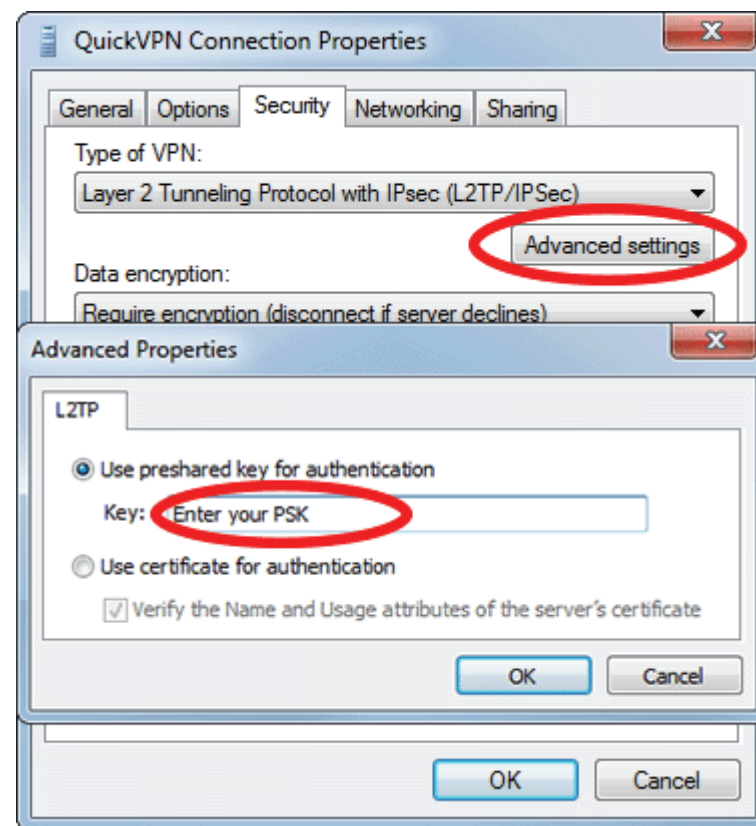 QuickVPN Connection Properties
General Options Security Networking Sharing
Type of VPN:
Layer 2 Tunneling Protocol with IPsec (L2TP/IPSec)
Advanced settings
Data encryption:
Require encryption (disconnect if server declines)
Advanced Properties
L2TP
Use preshared key for authentication
Key: Enter your PSK
Use certificate for authentication
Verify the Name and Usage attributes of the server's certificate
OK Cancel
OK Cancel